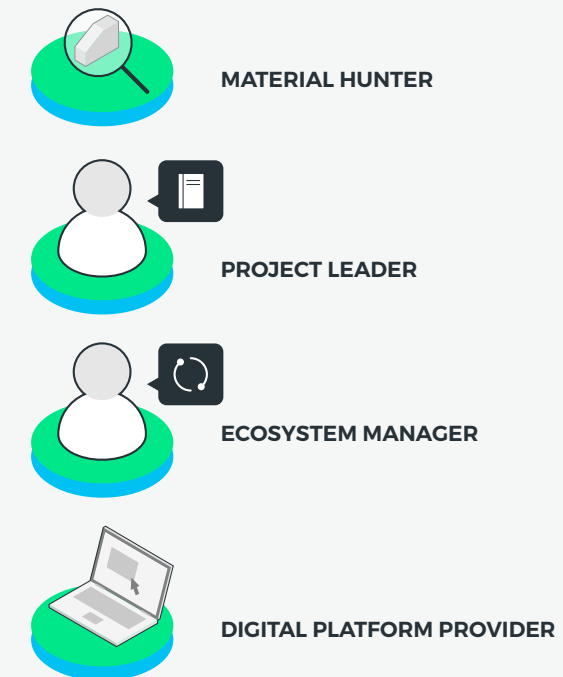 MATERIAL HUNTER
PROJECT LEADER
ECOSYSTEM MANAGER
DIGITAL PLATFORM PROVIDER